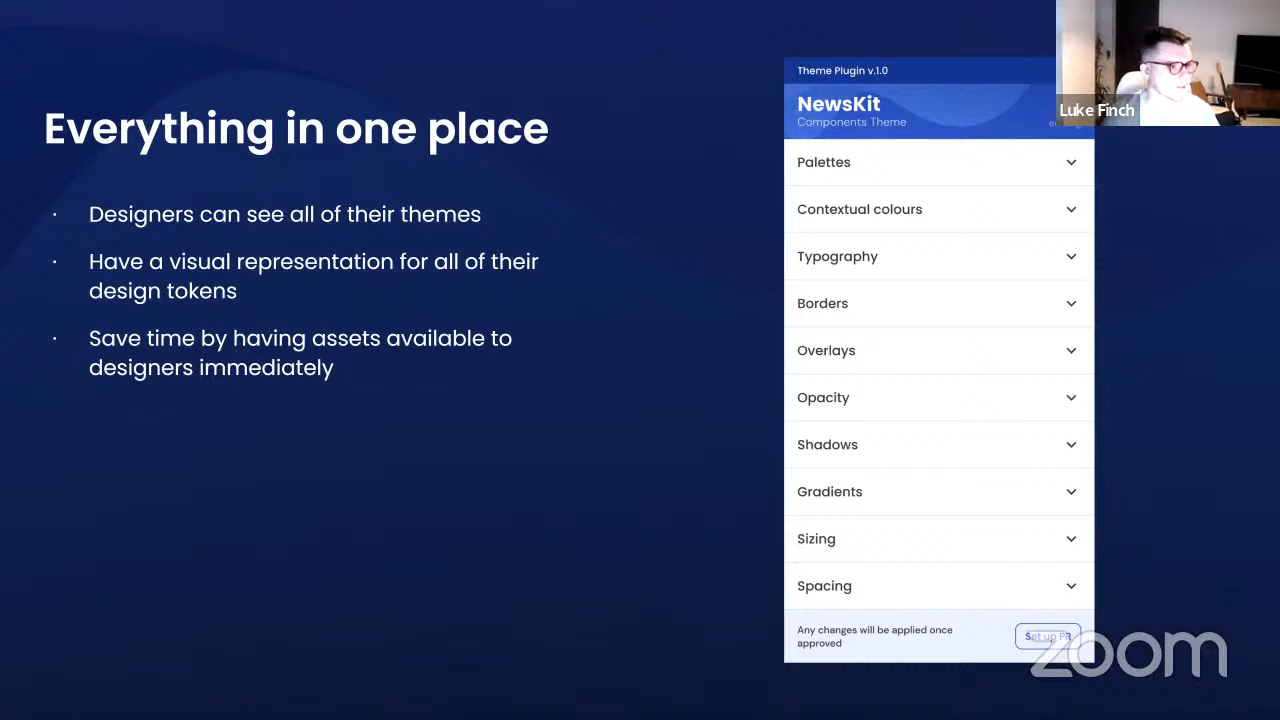 Everything in one place
· Designers can see all of their themes
· Have a visual representation for all of their
design tokens
· Save time by having assets available to
designers immediately
Theme Plugin v.1.0
NewsKit
Components Theme
Palettes
Contextual colours
Typography
Borders
Overlays
Opacity
Shadows
Gradients
Sizing
Spacing
Any changes will be applied once
approved
Set up PR
Luke Finch
zoom